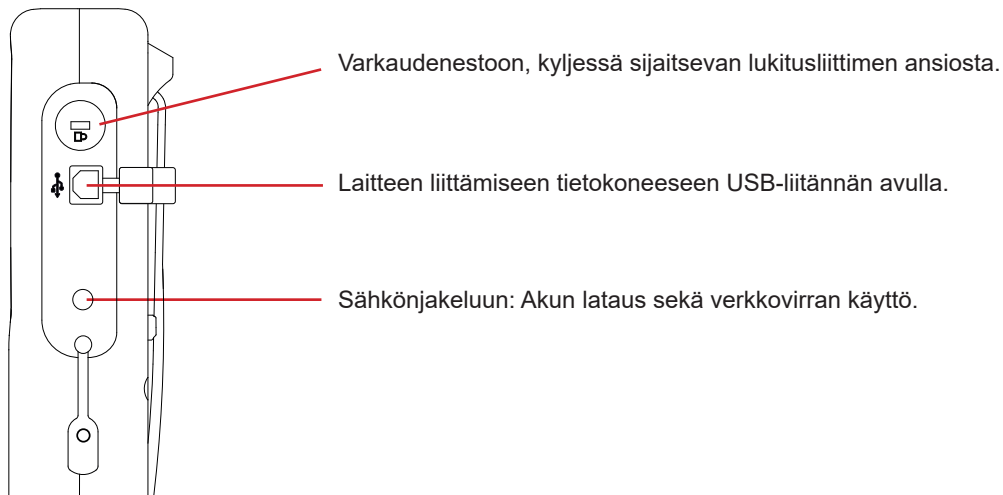 Varkaudenestoon, kyljessä sijaitsevan lukitusliittimen ansiosta.
Laitteen liittämiseen tietokoneeseen USB-liitännän avulla.
Sähkönjakeluun: Akun lataus sekä verkkovirran käyttö.